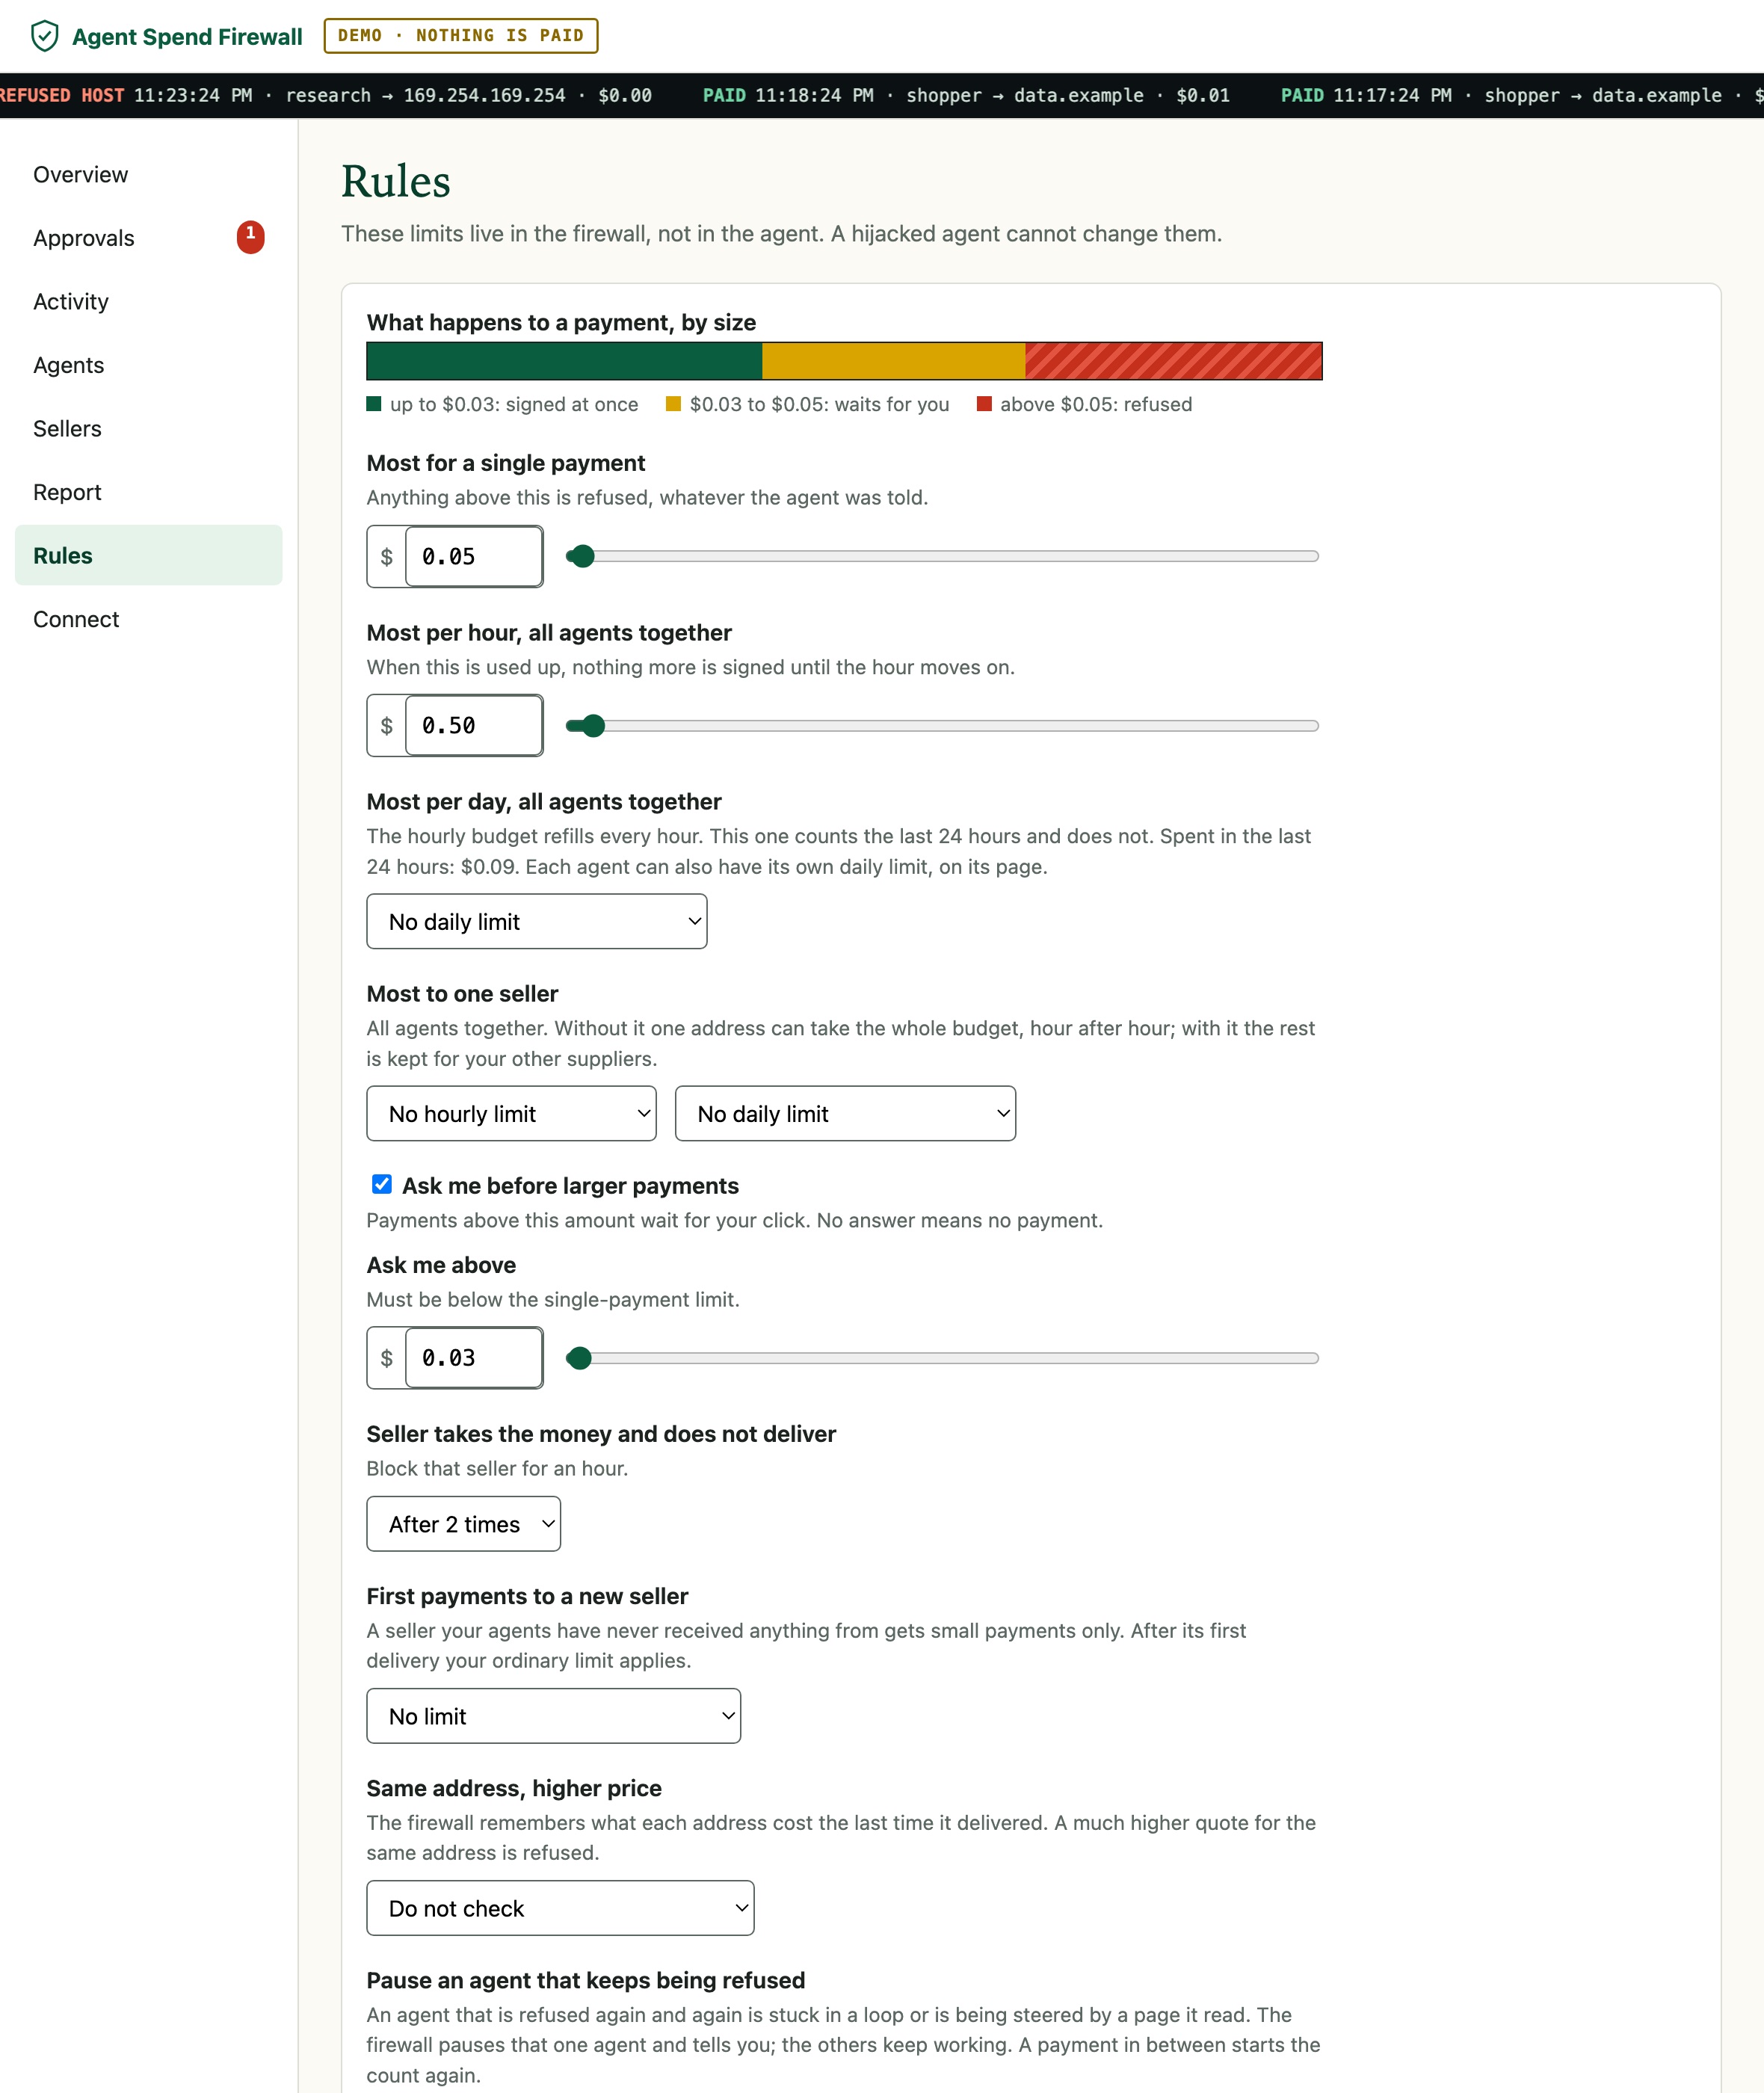 Agent Spend Firewall
DEMO · NOTHING IS PAID
REFUSED HOST 11:23:24 PM · research → 169.254.169.254 · $0.00 PAID 11:18:24 PM · shopper → data.example · $0.01 PAID 11:17:24 PM · shopper → data.example ·
Overview
Approvals 1
Activity
Agents
Sellers
Report
Rules
Connect
Rules
These limits live in the firewall, not in the agent. A hijacked agent cannot change them.
What happens to a payment, by size
up to $0.03: signed at once $0.03 to $0.05: waits for you above $0.05: refused
Most for a single payment
Anything above this is refused, whatever the agent was told.
$ 0.05
Most per hour, all agents together
When this is used up, nothing more is signed until the hour moves on.
$ 0.50
Most per day, all agents together
The hourly budget refills every hour. This one counts the last 24 hours and does not. Spent in the last
24 hours: $0.09. Each agent can also have its own daily limit, on its page.
No daily limit
Most to one seller
All agents together. Without it one address can take the whole budget, hour after hour; with it the rest
is kept for your other suppliers.
No hourly limit No daily limit
Ask me before larger payments
Payments above this amount wait for your click. No answer means no payment.
Ask me above
Must be below the single-payment limit.
$ 0.03
Seller takes the money and does not deliver
Block that seller for an hour.
After 2 times
First payments to a new seller
A seller your agents have never received anything from gets small payments only. After its first
delivery your ordinary limit applies.
No limit
Same address, higher price
The firewall remembers what each address cost the last time it delivered. A much higher quote for the
same address is refused.
Do not check
Pause an agent that keeps being refused
An agent that is refused again and again is stuck in a loop or is being steered by a page it read. The
firewall pauses that one agent and tells you; the others keep working. A payment in between starts the
count again.